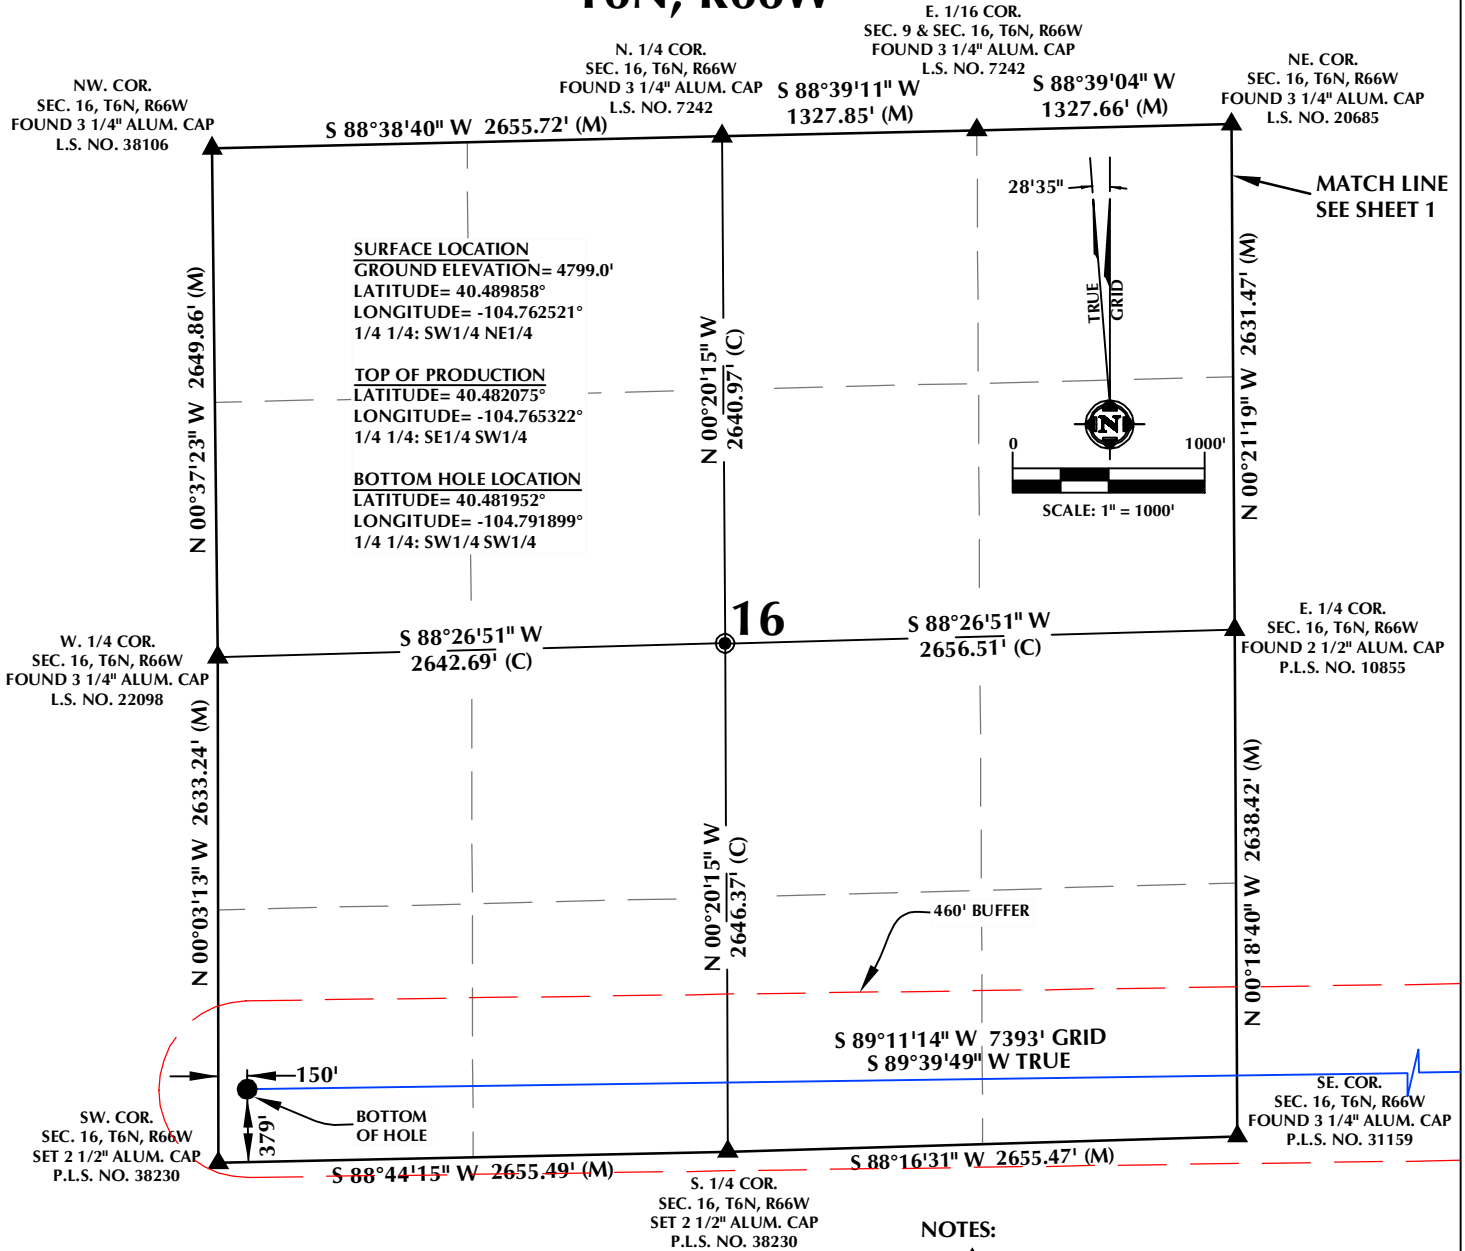 T6N, R66W
E. 1/16 COR.
SEC. 9 & SEC. 16, T6N, R66W
FOUND 3 1/4" ALUM. CAP
L.S. NO. 7242
N. 1/4 COR.
SEC. 16, T6N, R66W
FOUND 3 1/4" ALUM. CAP
L.S. NO. 7242
NW. COR.
SEC. 16, T6N, R66W
FOUND 3 1/4" ALUM. CAP
L.S. NO. 38106
NE. COR.
SEC. 16, T6N, R66W
FOUND 3 1/4" ALUM. CAP
L.S. NO. 20685
S 88°38'40" W 2655.72' (M)
S 88°39'11" W
1327.85' (M)
S 88°39'04" W
1327.66' (M)
MATCH LINE
SEE SHEET 1
28'35"
TRUE
GRID
N
0 1000'
SCALE: 1" = 1000'
SURFACE LOCATION
GROUND ELEVATION= 4799.0'
LATITUDE= 40.489858°
LONGITUDE= -104.762521°
1/4 1/4: SW1/4 NE1/4
TOP OF PRODUCTION
LATITUDE= 40.482075°
LONGITUDE= -104.765322°
1/4 1/4: SE1/4 SW1/4
BOTTOM HOLE LOCATION
LATITUDE= 40.481952°
LONGITUDE= -104.791899°
1/4 1/4: SW1/4 SW1/4
N 00°37'23" W 2649.86' (M)
N 00°20'15" W
2640.97' (C)
N 00°21'19" W 2631.47' (M)
16
W. 1/4 COR.
SEC. 16, T6N, R66W
FOUND 3 1/4" ALUM. CAP
L.S. NO. 22098
S 88°26'51" W
2642.69' (C)
S 88°26'51" W
2656.51' (C)
E. 1/4 COR.
SEC. 16, T6N, R66W
FOUND 2 1/2" ALUM. CAP
P.L.S. NO. 10855
N 00°03'13" W 2633.24' (M)
N 00°20'15" W
2646.37' (C)
N 00°18'40" W 2638.42' (M)
460' BUFFER
S 89°11'14" W 7393' GRID
S 89°39'49" W TRUE
150'
379'
BOTTOM
OF HOLE
SW. COR.
SEC. 16, T6N, R66W
SET 2 1/2" ALUM. CAP
P.L.S. NO. 38230
SE. COR.
SEC. 16, T6N, R66W
FOUND 3 1/4" ALUM. CAP
P.L.S. NO. 31159
S 88°44'15" W 2655.49' (M)
S 88°16'31" W 2655.47' (M)
S. 1/4 COR.
SEC. 16, T6N, R66W
SET 2 1/2" ALUM. CAP
P.L.S. NO. 38230
NOTES: